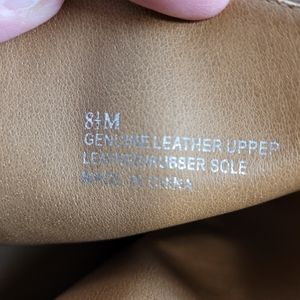 8½M
GENUINE LEATHER UPPER
LEATHER/RUBBER SOLE
MADE IN CHINA